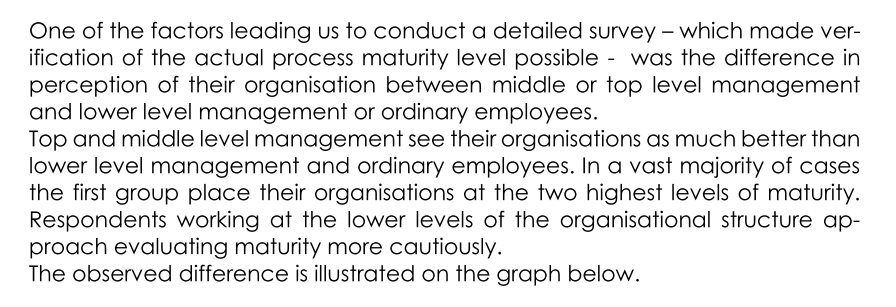 One of the factors leading us to conduct a detailed survey – which made ver-
ification of the actual process maturity level possible -  was the difference in
perception of their organisation between middle or top level management
and lower level management or ordinary employees.
Top and middle level management see their organisations as much better than
lower level management and ordinary employees. In a vast majority of cases
the first group place their organisations at the two highest levels of maturity.
Respondents working at the lower levels of the organisational structure ap-
proach evaluating maturity more cautiously.
The observed difference is illustrated on the graph below.